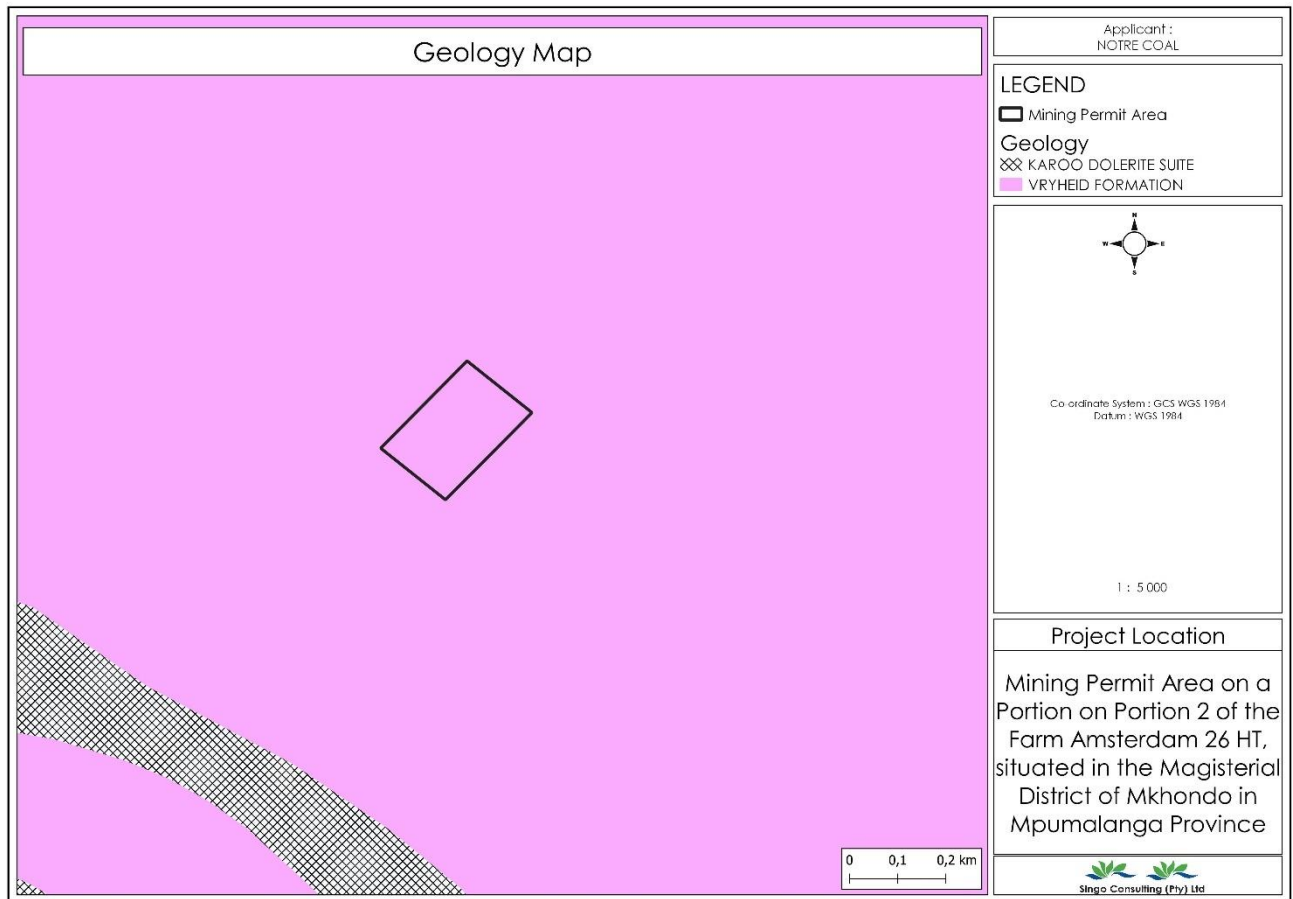 Geology Map
Applicant :
NOTRE COAL
LEGEND
Mining Permit Area
Geology
KAROO DOLERITE SUITE
VRYHEID FORMATION
N
W E
S
Co-ordinate System : GCS WGS 1984
Datum : WGS 1984
1 : 5 000
Project Location
Mining Permit Area on a
Portion on Portion 2 of the
Farm Amsterdam 26 HT,
situated in the Magisterial
District of Mkhondo in
Mpumalanga Province
0 0,1 0,2 km
Singo Consulting (Pty) Ltd